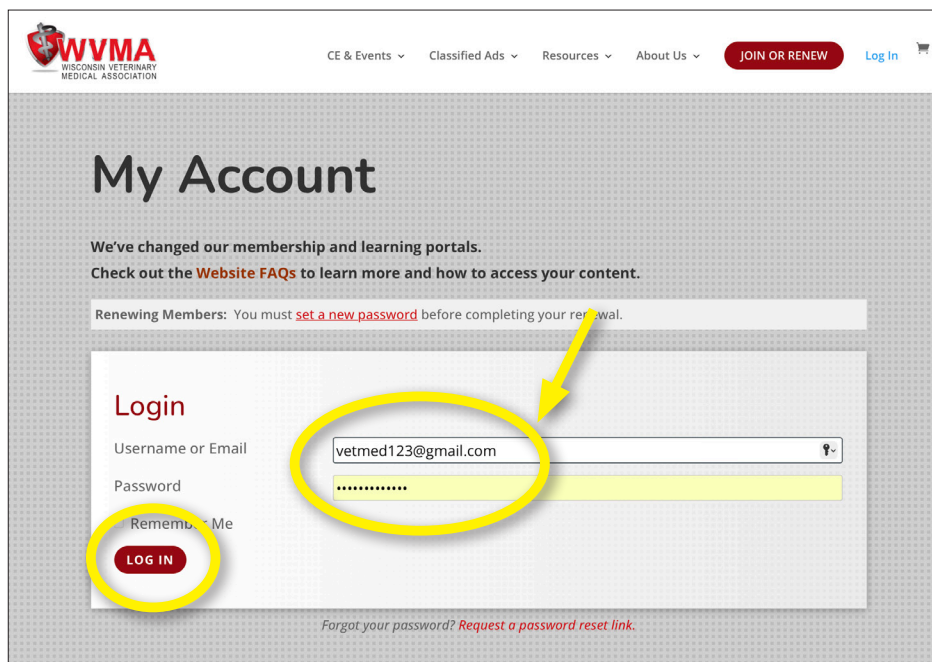 WVMA
WISCONSIN VETERINARY
MEDICAL ASSOCIATION
CE & Events Classified Ads Resources About Us JOIN OR RENEW Log In
My Account
We've changed our membership and learning portals.
Check out the Website FAQs to learn more and how to access your content.
Renewing Members: You must set a new password before completing your renewal.
Login
Username or Email vetmed123@gmail.com
Password •••••••••••••
Remember Me
LOG IN
Forgot your password? Request a password reset link.